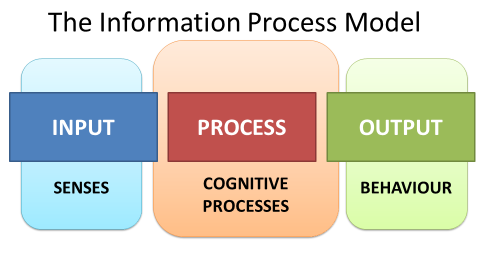 The Information Process Model
INPUT
PROCESS
OUTPUT
SENSES
COGNITIVE
PROCESSES
BEHAVIOUR